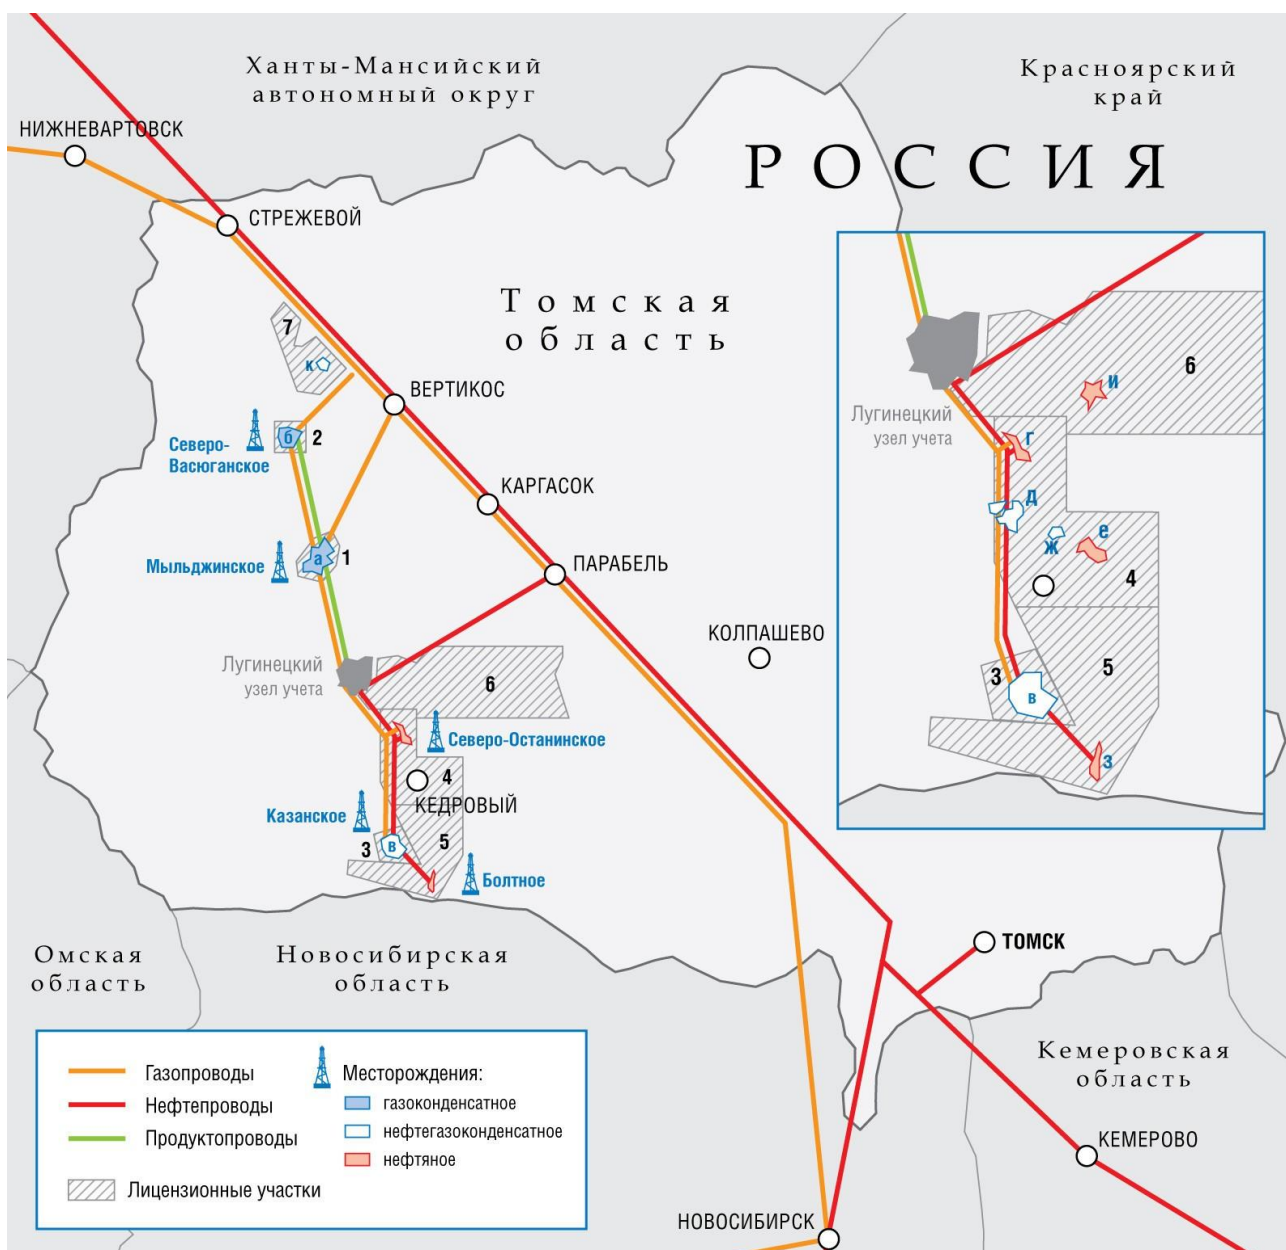 Ханты-Мансийский
автономный округ
Красноярский
край
НИЖНЕВАРТОВСК
РОССИЯ
СТРЕЖЕВОЙ
Томская
область
7
к
ВЕРТИКОС
б
2
Северо-
Васюганское
КАРГАСОК
а
1
Мыльджинское
ПАРАБЕЛЬ
КОЛПАШЕВО
Лугинецкий
узел учета
6
Северо-Останинское
4
КЕДРОВЫЙ
Казанское
3
в
5
Болтное
6
и
Лугинецкий
узел учета
г
д
ж
е
4
5
3
в
з
ТОМСК
Омская
область
Новосибирская
область
Кемеровская
область
КЕМЕРОВО
НОВОСИБИРСК
Газопроводы
Нефтепроводы
Продуктопроводы
Лицензионные участки
Месторождения:
газоконденсатное
нефтегазоконденсатное
нефтяное